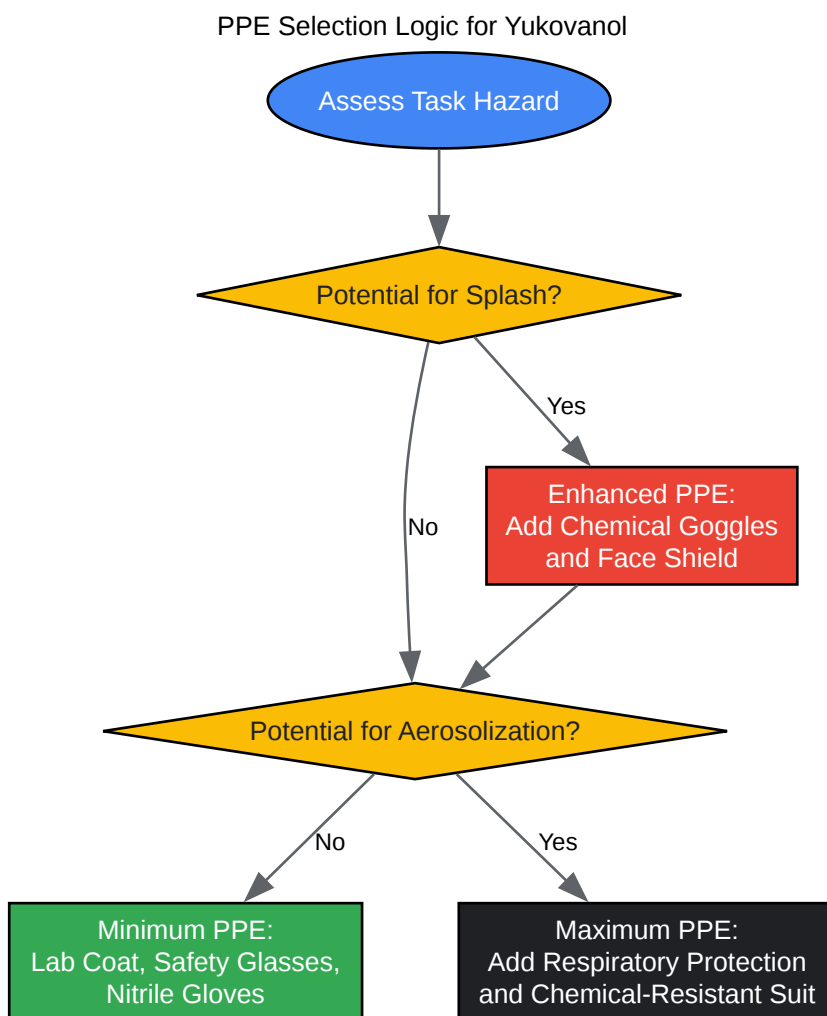 PPE Selection Logic for Yukovanol
Assess Task Hazard
Potential for Splash?
Yes
Enhanced PPE:
Add Chemical Goggles
and Face Shield
No
Potential for Aerosolization?
No
Yes
Minimum PPE:
Lab Coat, Safety Glasses,
Nitrile Gloves
Maximum PPE:
Add Respiratory Protection
and Chemical-Resistant Suit